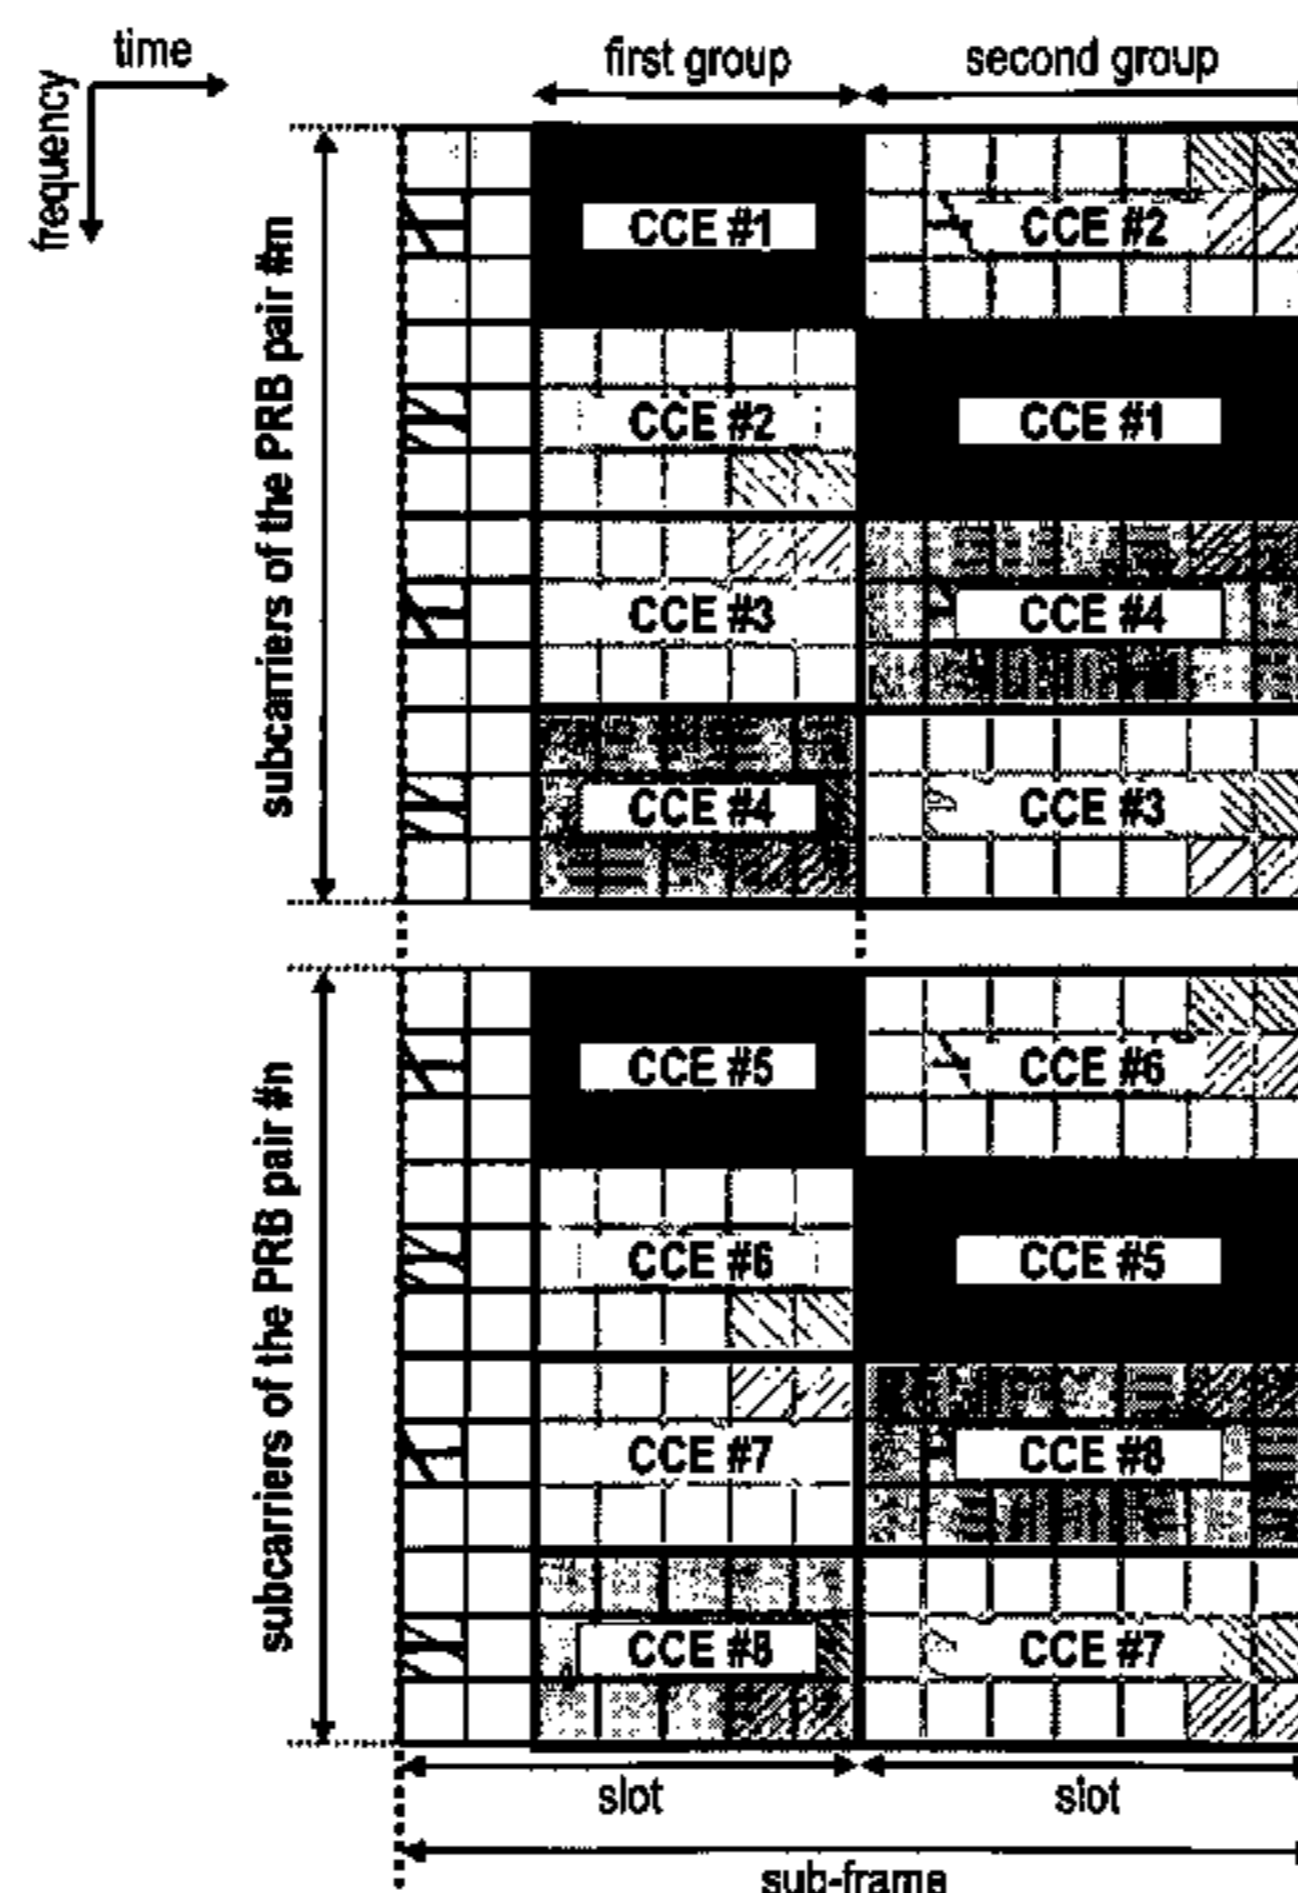 time
first group
second group
frequency
subcarriers of the PRB pair #m
CCE #1
CCE #2
CCE #2
CCE #1
CCE #3
CCE #4
CCE #4
CCE #3
subcarriers of the PRB pair #n
CCE #5
CCE #6
CCE #6
CCE #5
CCE #7
CCE #8
CCE #8
CCE #7
slot
slot
sub-frame